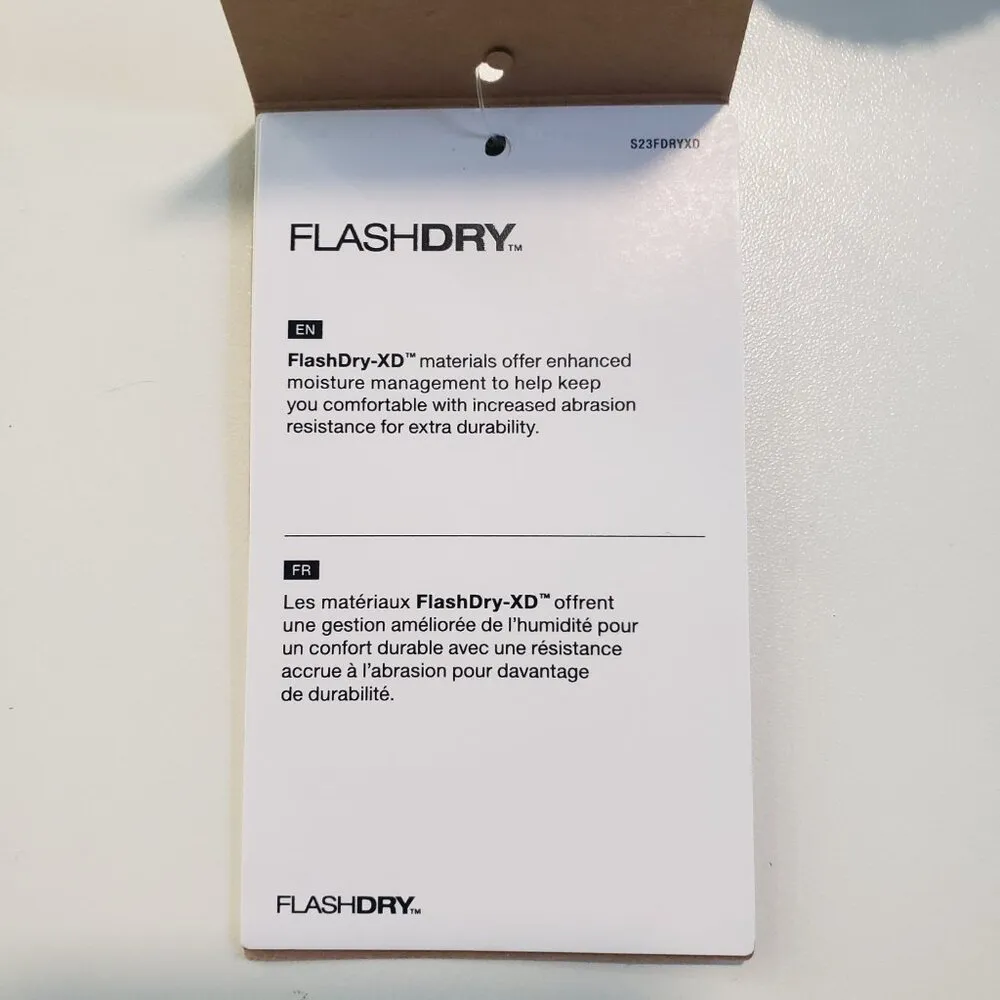 S23FDRYXD
FLASHDRY™
EN
FlashDry-XD™ materials offer enhanced
moisture management to help keep
you comfortable with increased abrasion
resistance for extra durability.
FR
Les matériaux FlashDry-XD™ offrent
une gestion améliorée de l'humidité pour
un confort durable avec une résistance
accrue à l'abrasion pour davantage
de durabilité.
FLASHDRY™